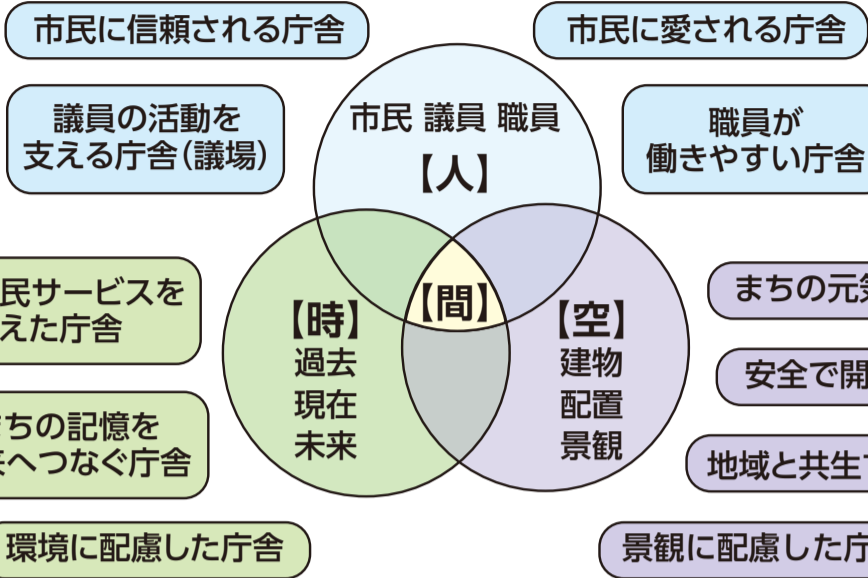 市民に信頼される庁舎
市民に愛される庁舎
議員の活動を
支える庁舎(議場)
市民 議員 職員
【人】
職員が
働きやすい庁舎
民サービスを
えた庁舎
【時】
過去
現在
未来
【間】
【空】
建物
配置
景観
まちの元気
安全で開
ちの記憶を
へつなぐ庁舎
地域と共生
環境に配慮した庁舎
景観に配慮した庁